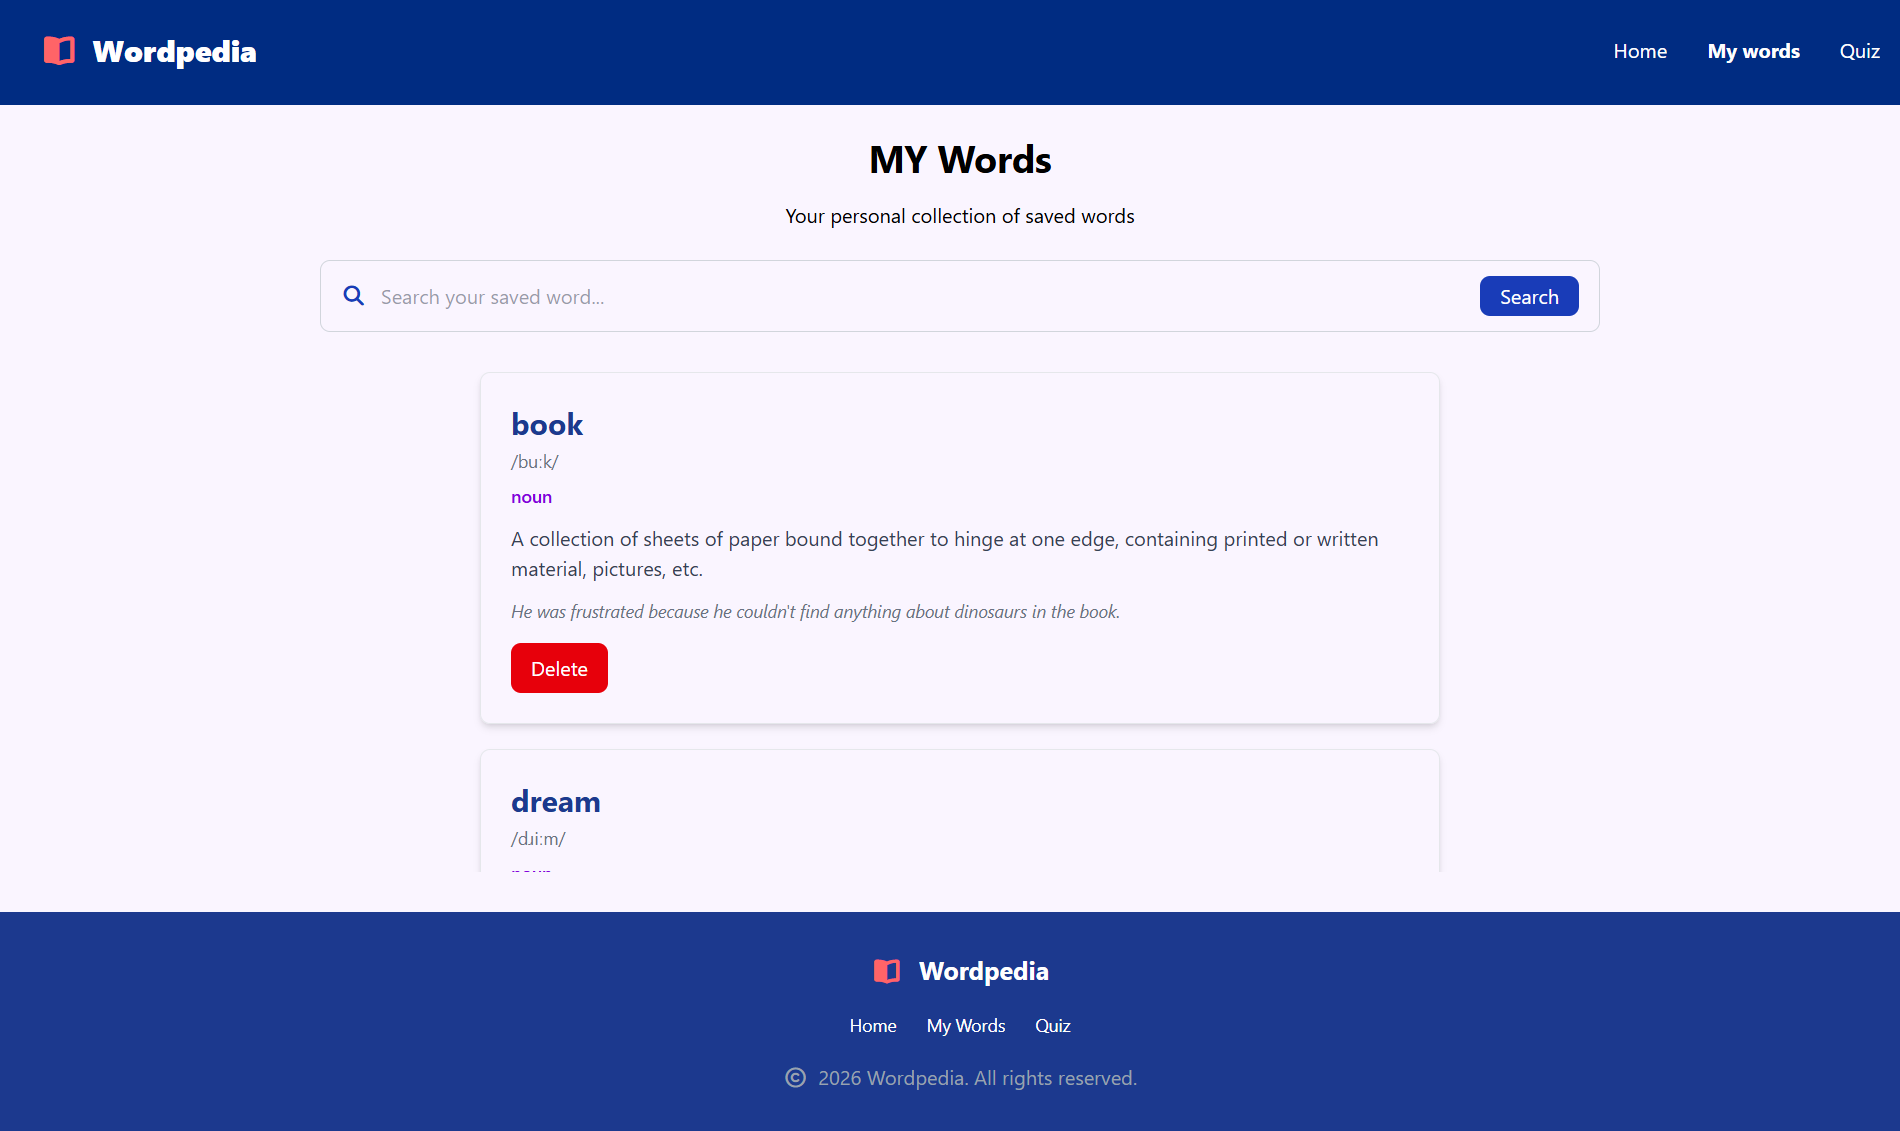 Wordpedia
Home My words Quiz
MY Words
Your personal collection of saved words
Search your saved word...
Search
book
/buːk/
noun
A collection of sheets of paper bound together to hinge at one edge, containing printed or written
material, pictures, etc.
He was frustrated because he couldn't find anything about dinosaurs in the book.
Delete
dream
/dɹiːm/
noun
Wordpedia
Home My Words Quiz
© 2026 Wordpedia. All rights reserved.